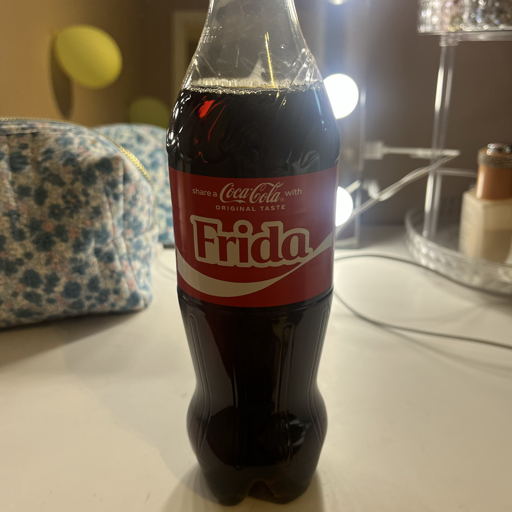 share a Coca-Cola with
ORIGINAL TASTE
Frida